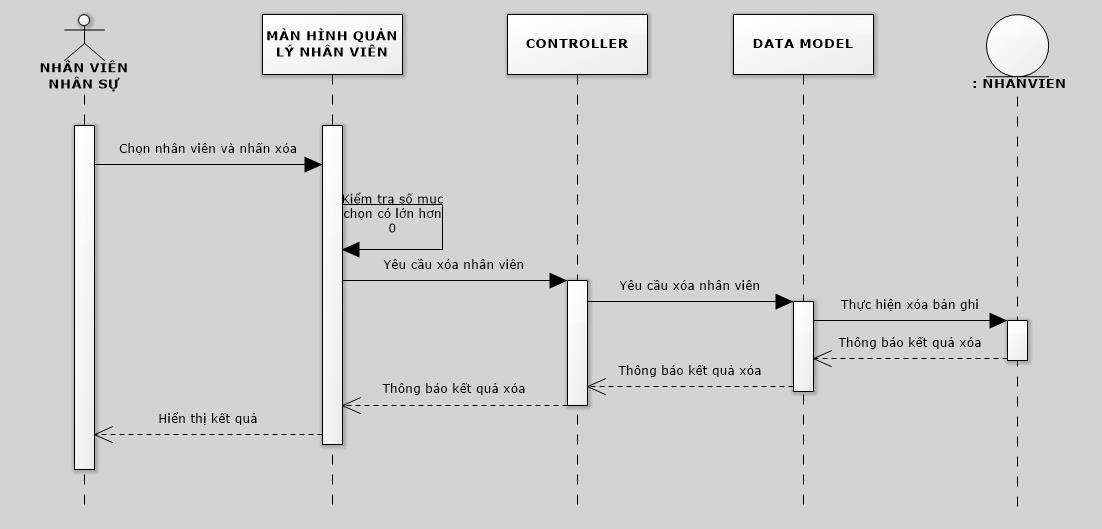 NHÂN VIÊN
NHÂN SỰ
MÀN HÌNH QUẢN
LÝ NHÂN VIÊN
CONTROLLER
DATA MODEL
: NHANVIEN
Chọn nhân viên và nhấn xóa
Kiểm tra số mục
chọn có lớn hơn
0
Yêu cầu xóa nhân viên
Yêu cầu xóa nhân viên
Thực hiện xóa bản ghi
Thông báo kết quả xóa
Thông báo kết quả xóa
Thông báo kết quả xóa
Hiển thị kết quả